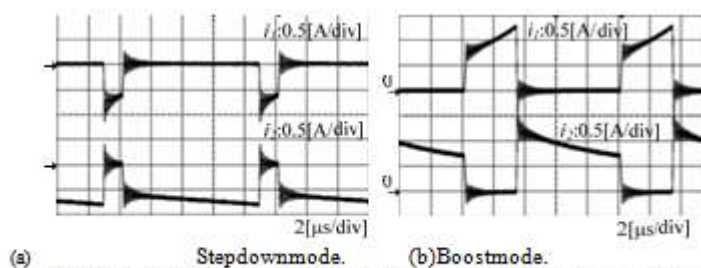 i₁:0.5[A/div]
i₂:0.5[A/div]
2[μs/div]
i₁:0.5[A/div]
0
i₂:0.5[A/div]
0
2[μs/div]
(a) Stepdownmode. (b)Boostmode.